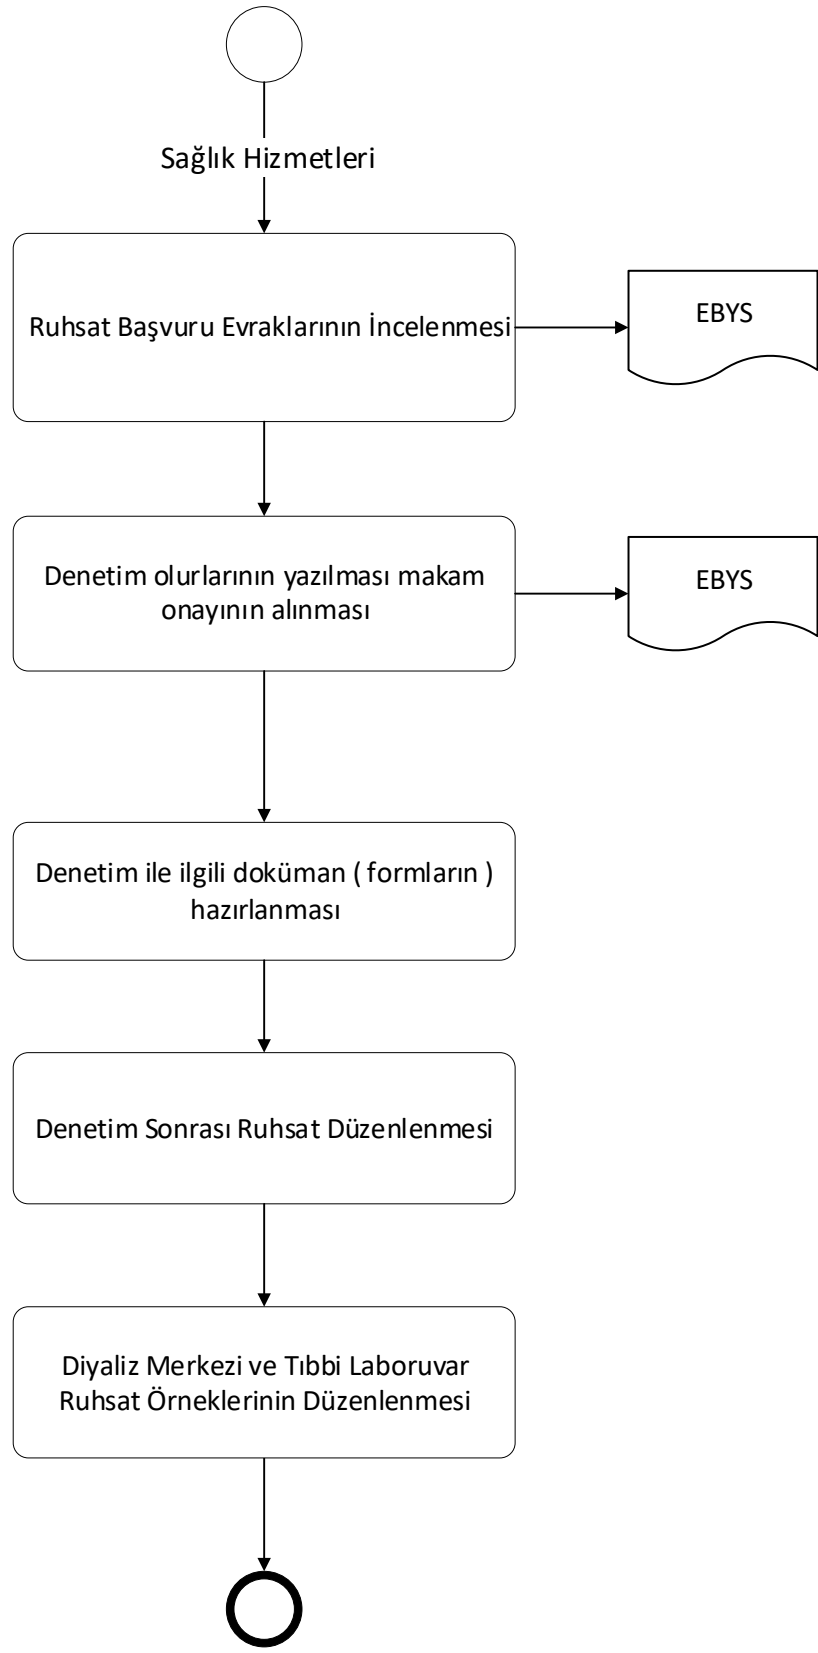 Sağlık Hizmetleri
Ruhsat Başvuru Evraklarının İncelenmesi
EBYS
Denetim olurlarının yazılması makam
onayının alınması
EBYS
Denetim ile ilgili doküman ( formların )
hazırlanması
Denetim Sonrası Ruhsat Düzenlenmesi
Diyaliz Merkezi ve Tıbbi Laboruvar
Ruhsat Örneklerinin Düzenlenmesi